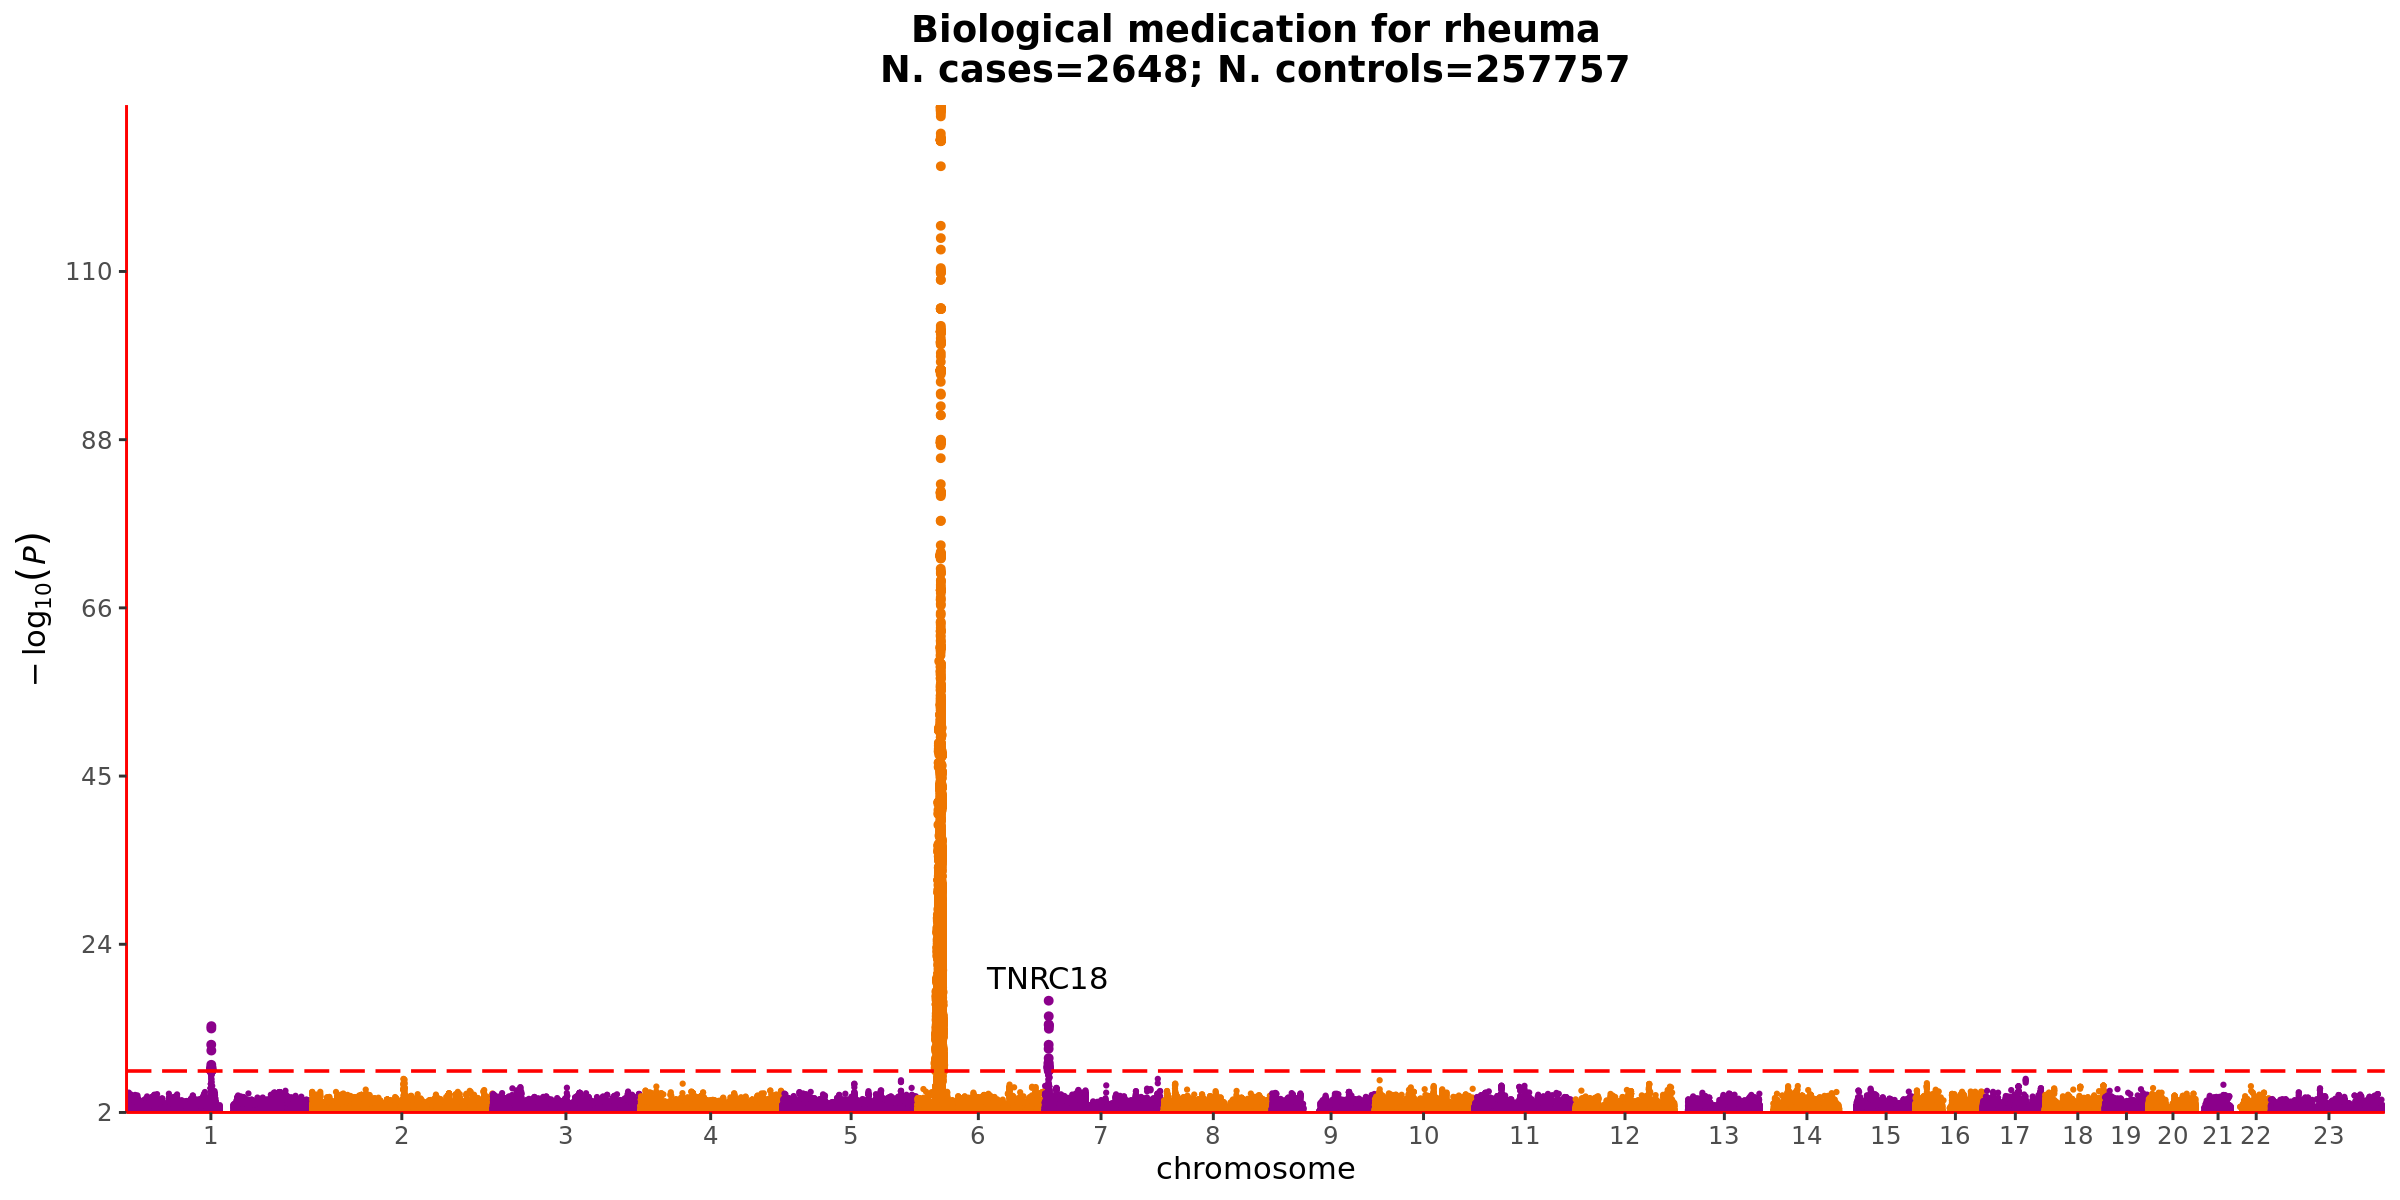 Biological medication for rheuma
N. cases=2648; N. controls=257757
110
88
66
45
24
2
−log10(P)
TNRC18
1 2 3 4 5 6 7 8 9 10 11 12 13 14 15 16 17 18 19 20 21 22 23
chromosome